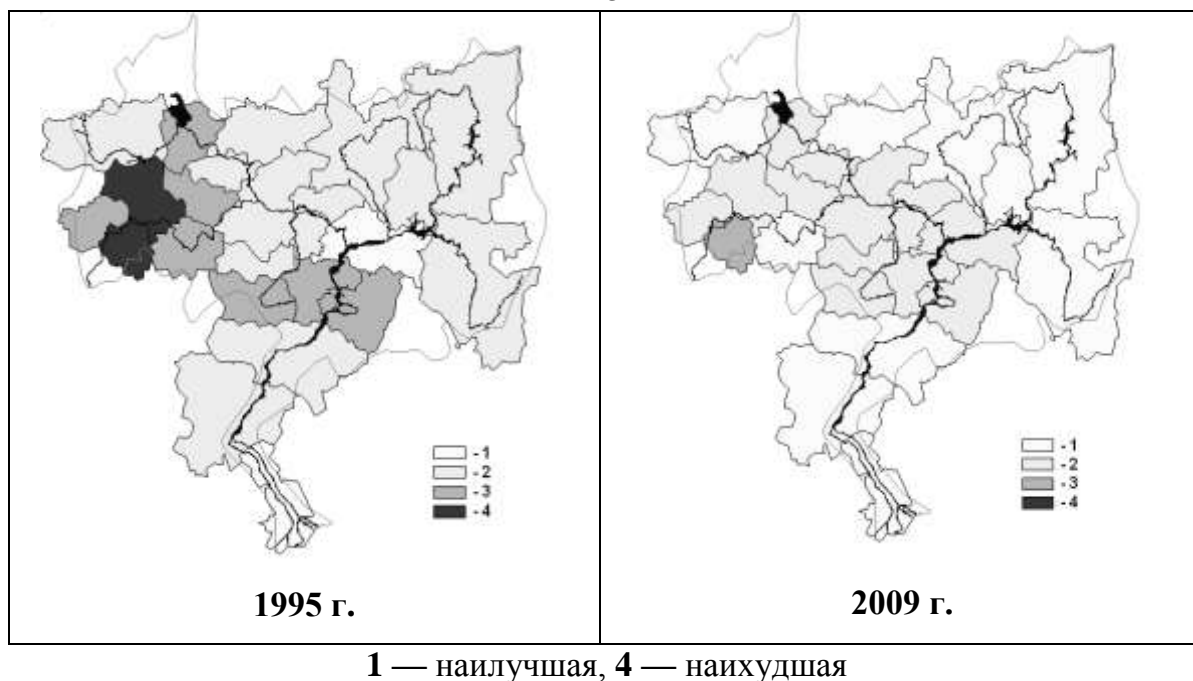 - 1
- 2
- 3
- 4
1995 г.
- 1
- 2
- 3
- 4
2009 г.
1 — наилучшая, 4 — наихудшая